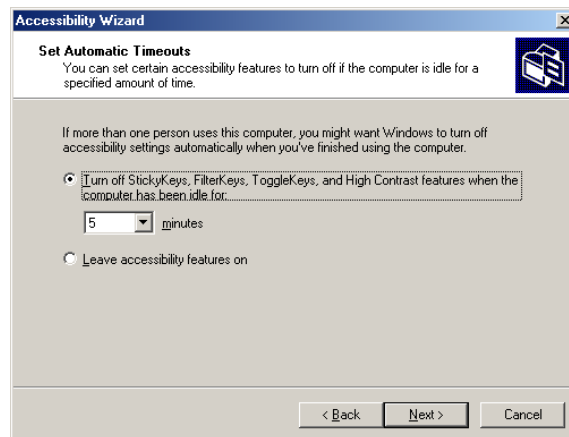 Accessibility Wizard
Set Automatic Timeouts
You can set certain accessibility features to turn off if the computer is idle for a
specified amount of time.
If more than one person uses this computer, you might want Windows to turn off
accessibility settings automatically when you've finished using the computer.
Turn off StickyKeys, FilterKeys, ToggleKeys, and High Contrast features when the
computer has been idle for:
5 minutes
Leave accessibility features on
< Back Next > Cancel